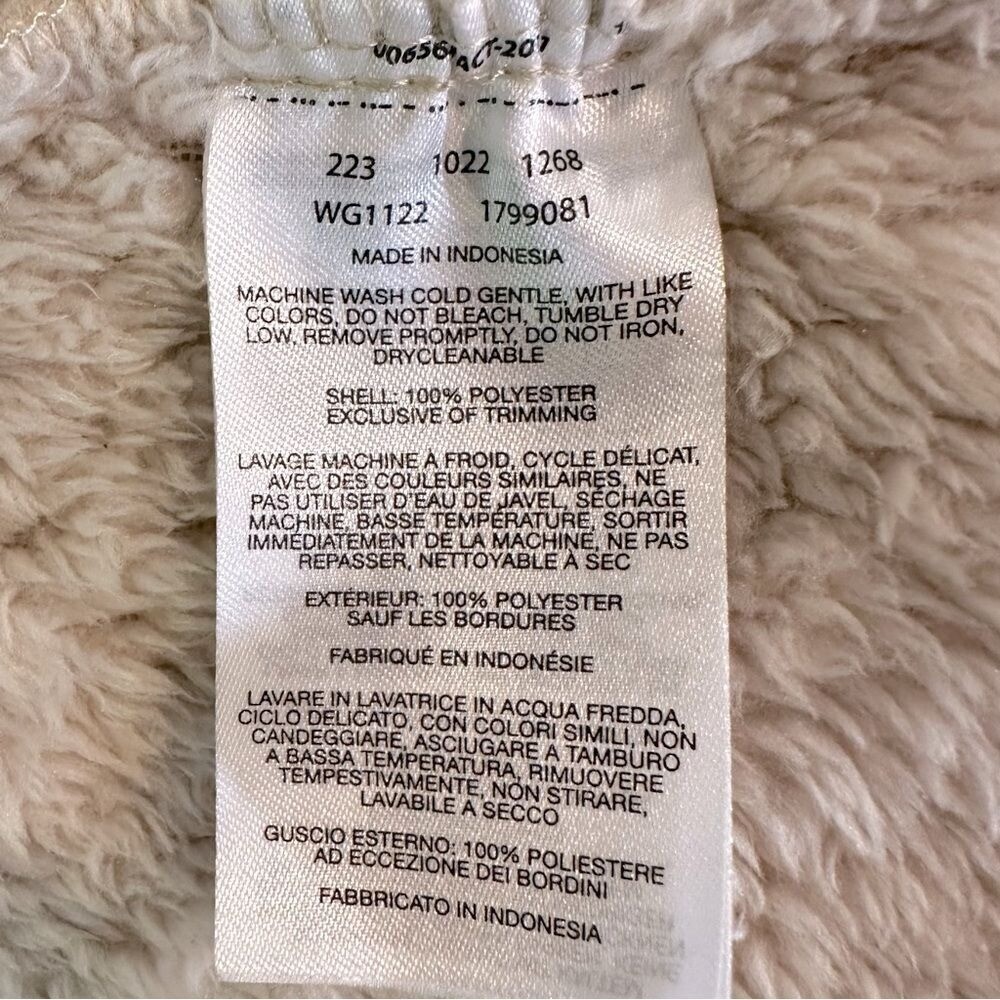 223 1022 1268
WG1122 1799081
MADE IN INDONESIA
MACHINE WASH COLD GENTLE, WITH LIKE
COLORS, DO NOT BLEACH, TUMBLE DRY
LOW, REMOVE PROMPTLY, DO NOT IRON,
DRYCLEANABLE
SHELL: 100% POLYESTER
EXCLUSIVE OF TRIMMING
LAVAGE MACHINE A FROID, CYCLE DÉLICAT,
AVEC DES COULEURS SIMILAIRES, NE
PAS UTILISER D'EAU DE JAVEL, SÉCHAGE
MACHINE, BASSE TEMPÉRATURE, SORTIR
IMMÉDIATEMENT DE LA MACHINE, NE PAS
REPASSER, NETTOYABLE A SEC
EXTÉRIEUR: 100% POLYESTER
SAUF LES BORDURES
FABRIQUÉ EN INDONÉSIE
LAVARE IN LAVATRICE IN ACQUA FREDDA,
CICLO DELICATO, CON COLORI SIMILI, NON
CANDEGGIARE, ASCIUGARE A TAMBURO
A BASSA TEMPERATURA, RIMUOVERE
TEMPESTIVAMENTE, NON STIRARE,
LAVABILE A SECCO
GUSCIO ESTERNO: 100% POLIESTERE
AD ECCEZIONE DEI BORDINI
FABBRICATO IN INDONESIA